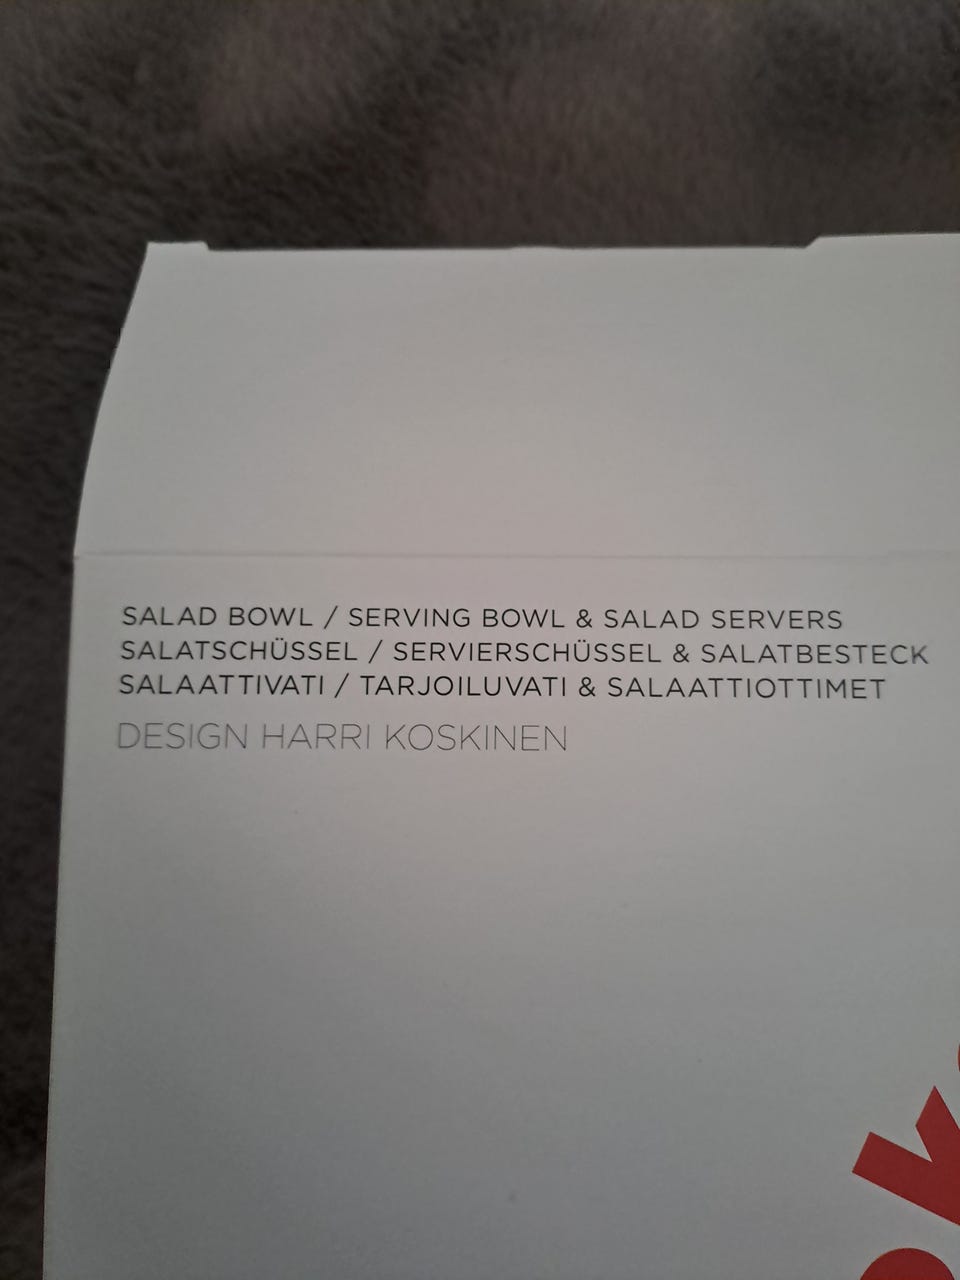 SALAD BOWL / SERVING BOWL & SALAD SERVERS
SALATSCHÜSSEL / SERVIERSCHÜSSEL & SALATBESTECK
SALAATTIVATI / TARJOILUVATI & SALAATTIOTTIMET
DESIGN HARRI KOSKINEN